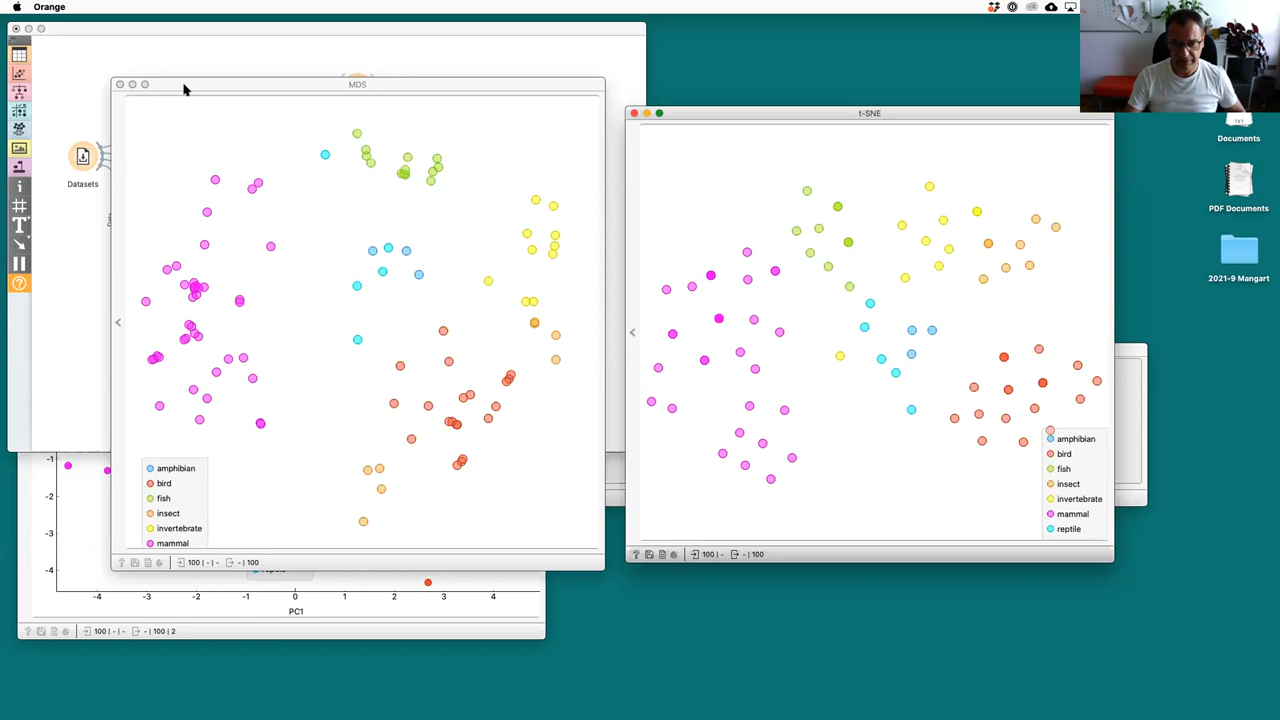 Orange
MDS
t-SNE
TXT
Documents
PDF Documents
2021-9 Mangart
Datasets
amphibian
bird
fish
insect
invertebrate
mammal
amphibian
bird
fish
insect
invertebrate
mammal
reptile
100 | - | -
- | 100
100 | -
- | 100
-1
-2
-3
-4
-4
-3
-2
-1
0
1
2
3
4
PC1
100 | - | -
- | 100 | 2